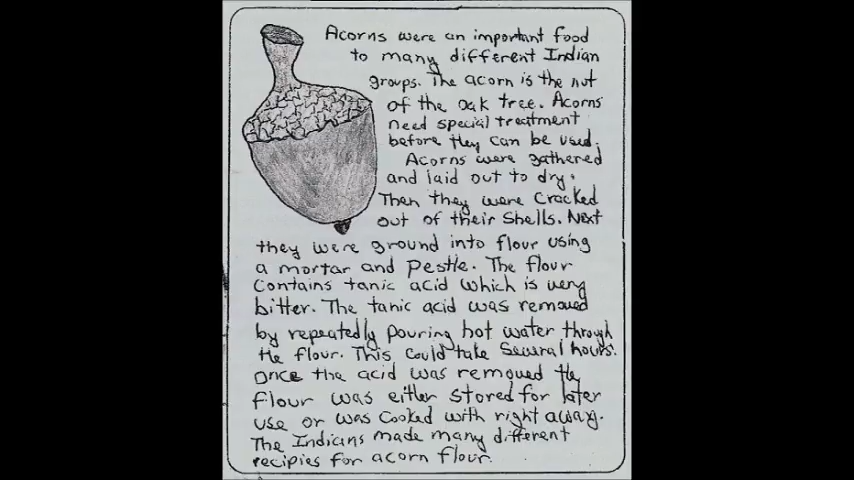 Acorns were an important food
to many different Indian
groups. The acorn is the nut
of the oak tree. Acorns
need special treatment
before they can be used.
Acorns were gathered
and laid out to dry.
Then they were cracked
out of their shells. Next
they were ground into flour using
a mortar and pestle. The flour
contains tanic acid which is very
bitter. The tanic acid was removed
by repeatedly pouring hot water through
the flour. This could take several hours.
Once the acid was removed the
flour was either stored for later
use or was cooked with right away.
The Indians made many different
recipies for acorn flour.